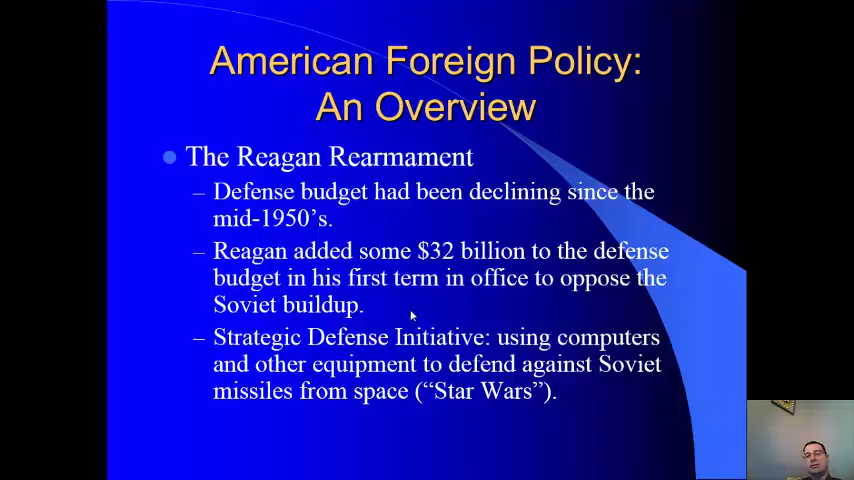 American Foreign Policy:
An Overview
The Reagan Rearmament
– Defense budget had been declining since the
mid-1950’s.
– Reagan added some $32 billion to the defense
budget in his first term in office to oppose the
Soviet buildup.
– Strategic Defense Initiative: using computers
and other equipment to defend against Soviet
missiles from space (“Star Wars”).